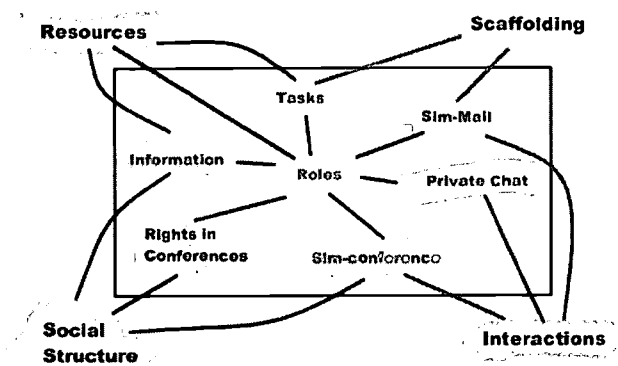 Resources
Scaffolding
Tasks
Sim-Mail
Information
Roles
Private Chat
Rights in
Conferences
Sim-conference
Social
Structure
Interactions